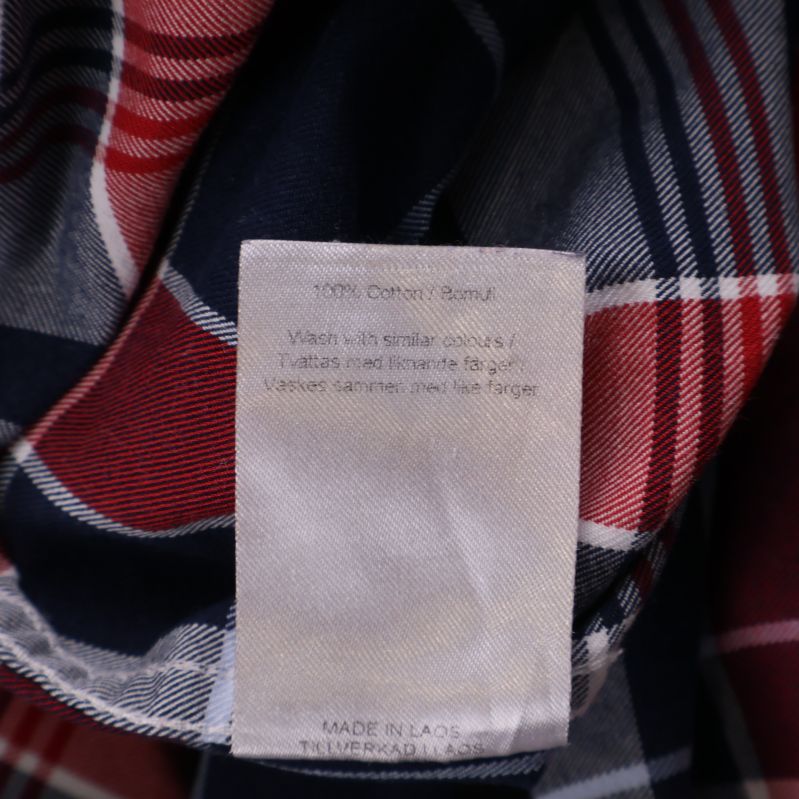 100% Cotton / Bomull
Wash with similar colours /
Tvättas med liknande färger /
Vaskes sammen med like farger
MADE IN LAOS
TILLVERKAD I LAOS